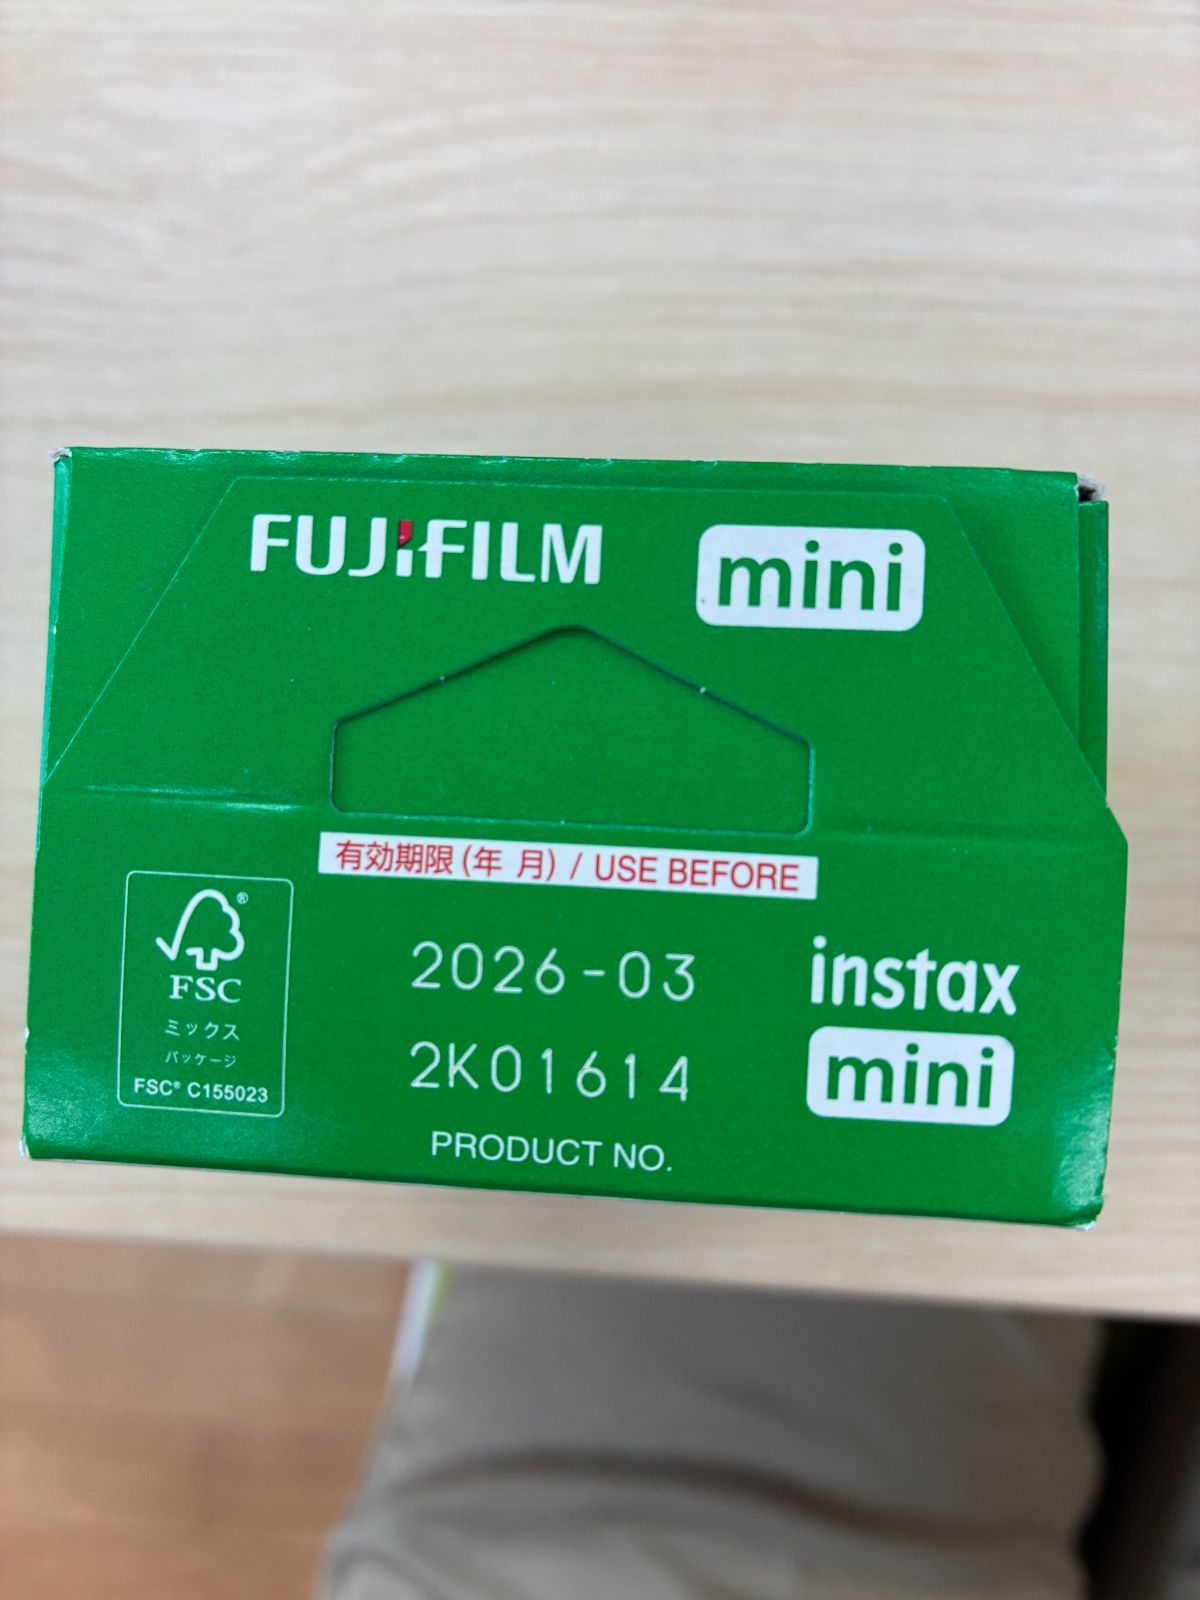 FUJIFILM mini
有効期限(年 月) / USE BEFORE
2026-03
2K01614
PRODUCT NO.
FSC®
ミックス
パッケージ
FSC® C155023
instax
mini